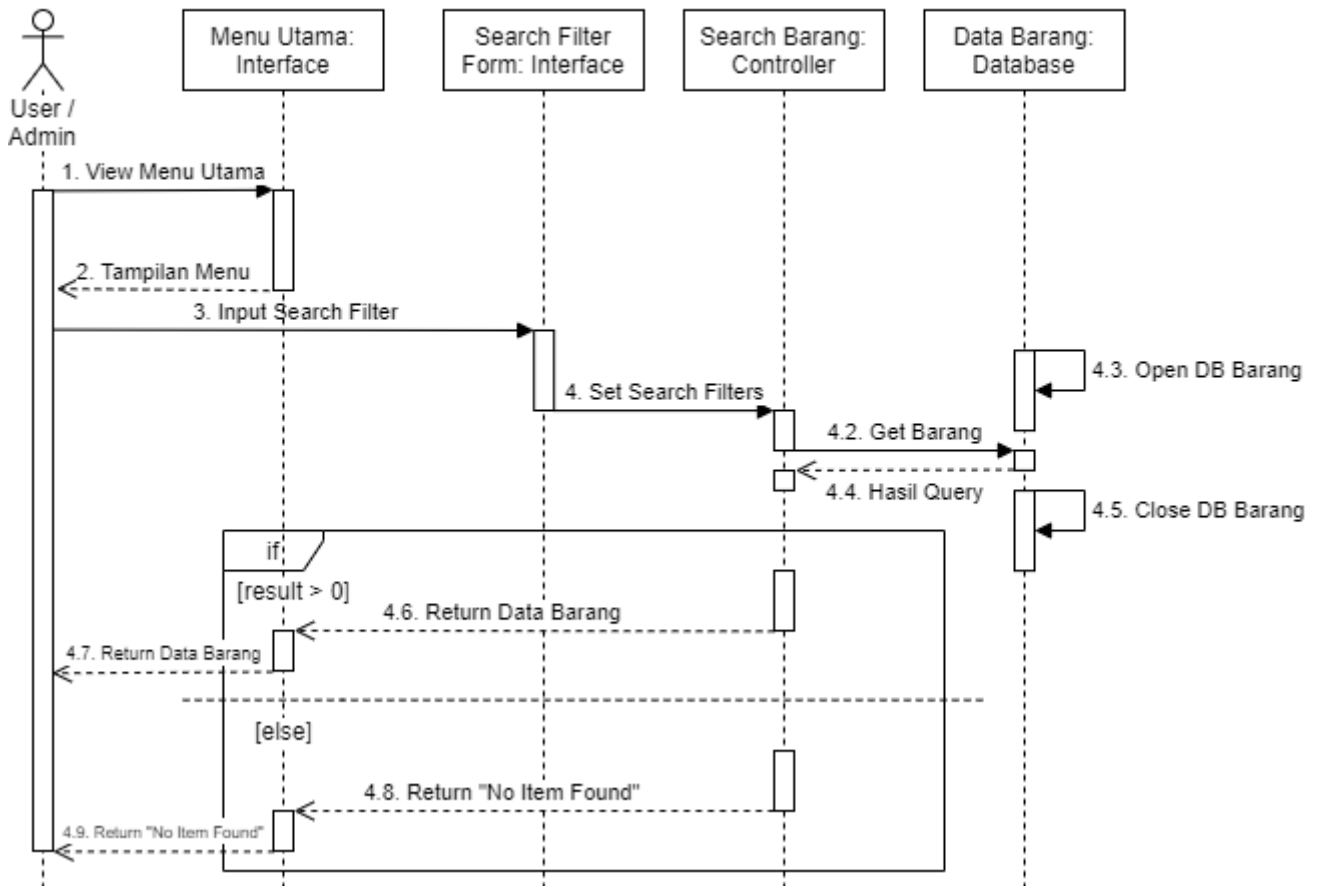 Menu Utama:
Interface
Search Filter
Form: Interface
Search Barang:
Controller
Data Barang:
Database
User /
Admin
1. View Menu Utama
2. Tampilan Menu
3. Input Search Filter
4.3. Open DB Barang
4. Set Search Filters
4.2. Get Barang
4.4. Hasil Query
4.5. Close DB Barang
if
[result > 0]
4.6. Return Data Barang
4.7. Return Data Barang
[else]
4.8. Return "No Item Found"
4.9. Return "No Item Found"